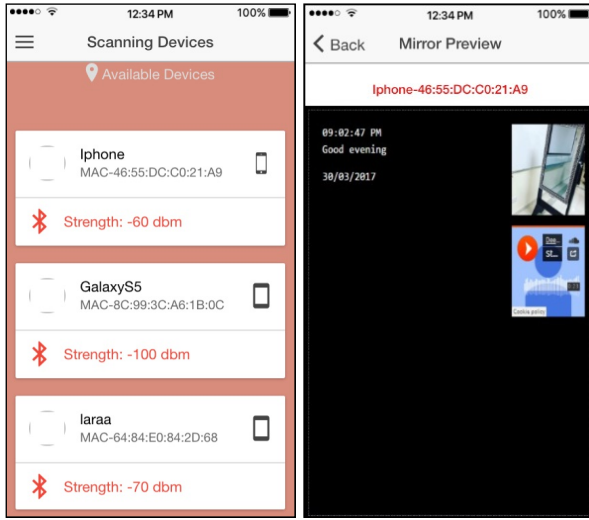 12:34 PM
100%
Scanning Devices
Available Devices
Iphone
MAC-46:55:DC:C0:21:A9
Strength: -60 dbm
GalaxyS5
MAC-8C:99:3C:A6:1B:0C
Strength: -100 dbm
laraa
MAC-64:84:E0:84:2D:68
Strength: -70 dbm
12:34 PM
100%
Back
Mirror Preview
Iphone-46:55:DC:C0:21:A9
09:02:47 PM
Good evening
30/03/2017
Cookie policy